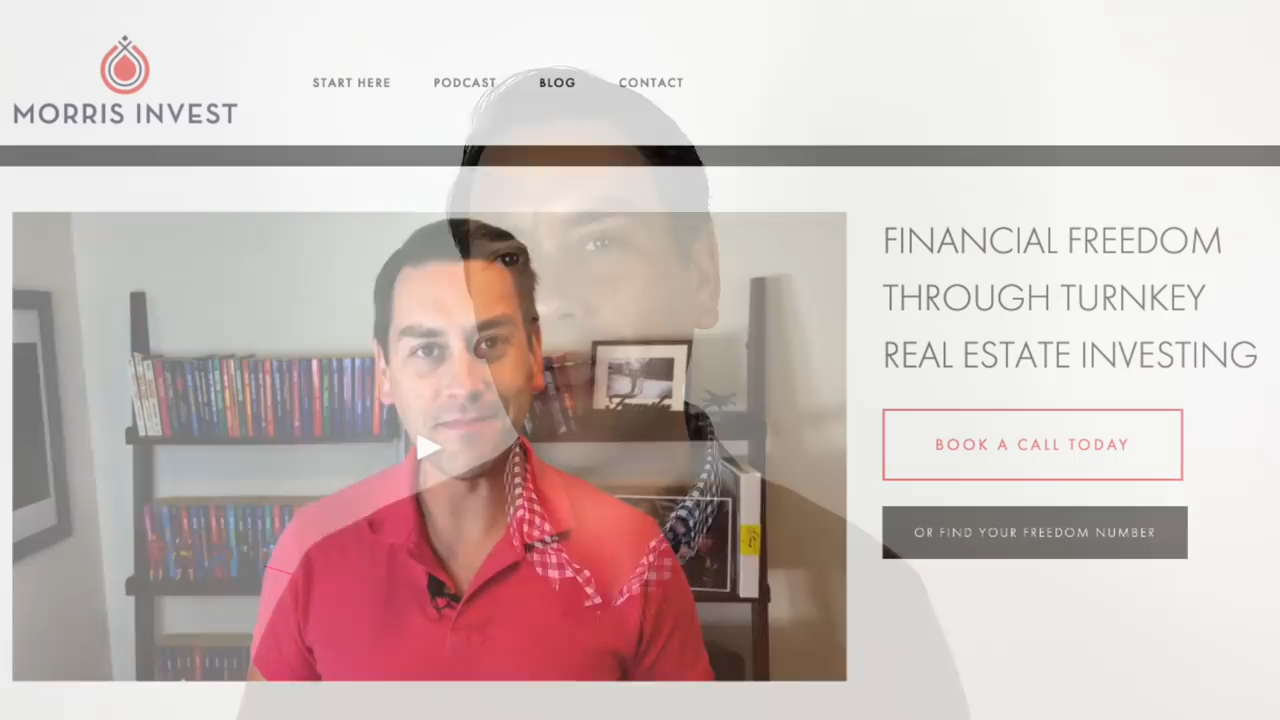 START HERE PODCAST BLOG CONTACT
MORRIS INVEST
FINANCIAL FREEDOM
THROUGH TURNKEY
REAL ESTATE INVESTING
BOOK A CALL TODAY
OR FIND YOUR FREEDOM NUMBER